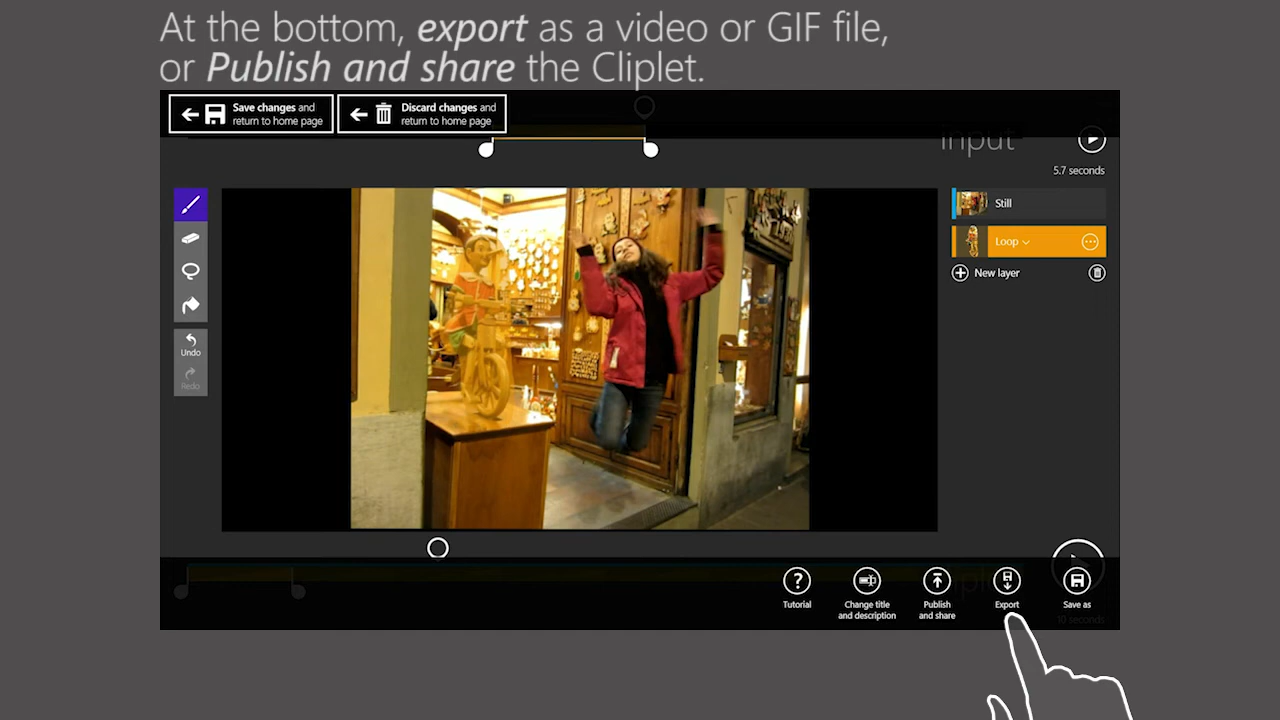 At the bottom, export as a video or GIF file,
or Publish and share the Cliplet.
Save changes and
return to home page
Discard changes and
return to home page
input
5.7 seconds
Still
Loop
New layer
Undo
Redo
?
Tutorial
Change title
and description
Publish
and share
Export
Save as
10 seconds